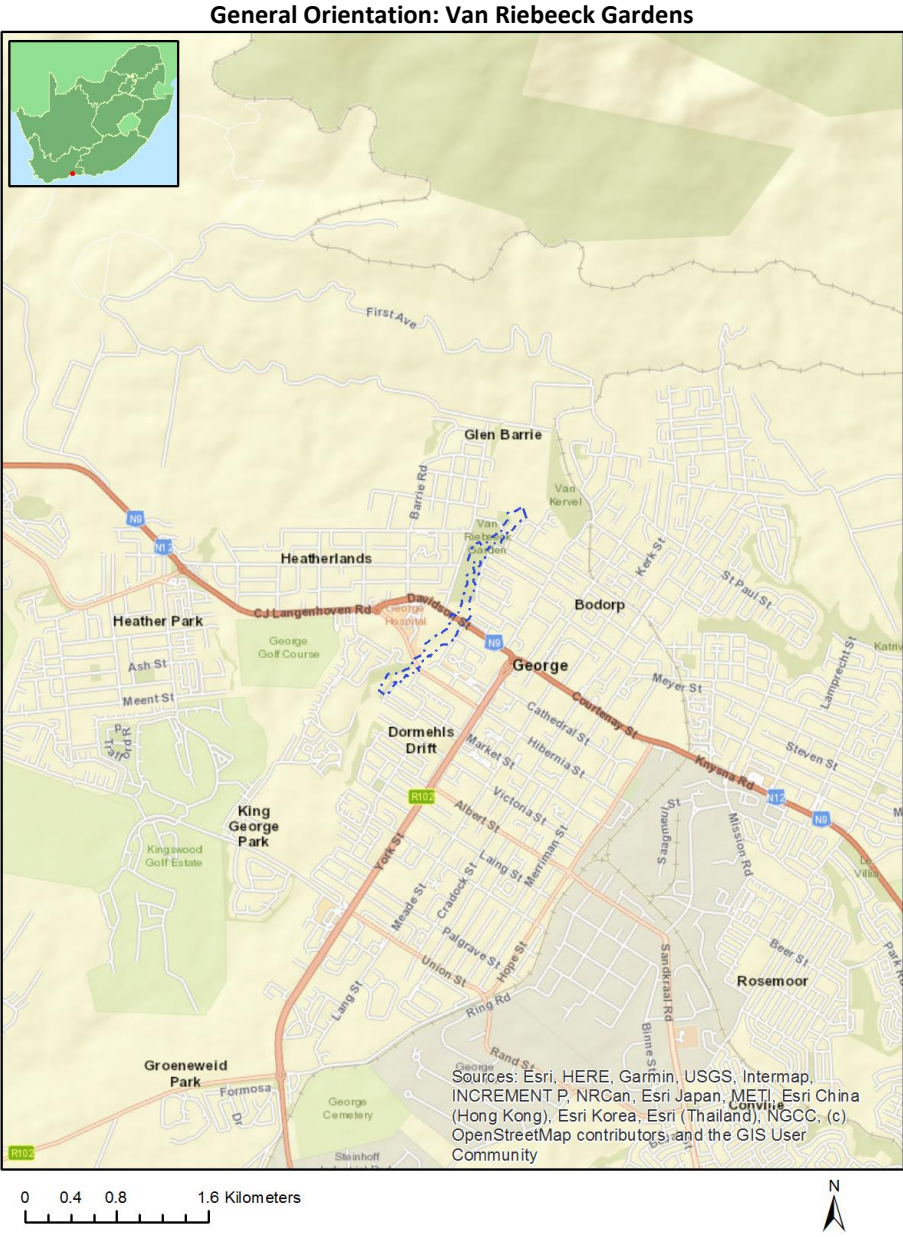 General Orientation: Van Riebeeck Gardens
First Ave
Glen Barrie
Barrie Rd
Van
Kervel
Van
Riebeeck
Garden
N9
N12
Heatherlands
Kerk St
St Paul St
CJ Langenhoven Rd
Davidson St
George
Hospital
Bodorp
Heather Park
George
Golf Course
N9
George
Lamprecht St
Ash St
Meent St
Meyer St
Courtenay St
Cathedral St
Dormehls
Drift
Hibernia St
Market St
Steven St
Knysna Rd
R102
N12
N9
King
George
Park
Albert St
Victoria St
Merriman St
Mission Rd
Kingswood
Golf Estate
York St
Laing St
Cradock St
Meade St
Palgrave St
Hope St
Union St
Beer St
Sandkraal Rd
Rosemoor
Lang St
Ring Rd
Binne St
Rand St
Groeneweid
Park
Formosa
Dr
George
George
Cemetery
Conville
Steinhoff
R102
Sources: Esri, HERE, Garmin, USGS, Intermap,
INCREMENT P, NRCan, Esri Japan, METI, Esri China
(Hong Kong), Esri Korea, Esri (Thailand), NGCC, (c)
OpenStreetMap contributors, and the GIS User
Community
0 0.4 0.8 1.6 Kilometers
N